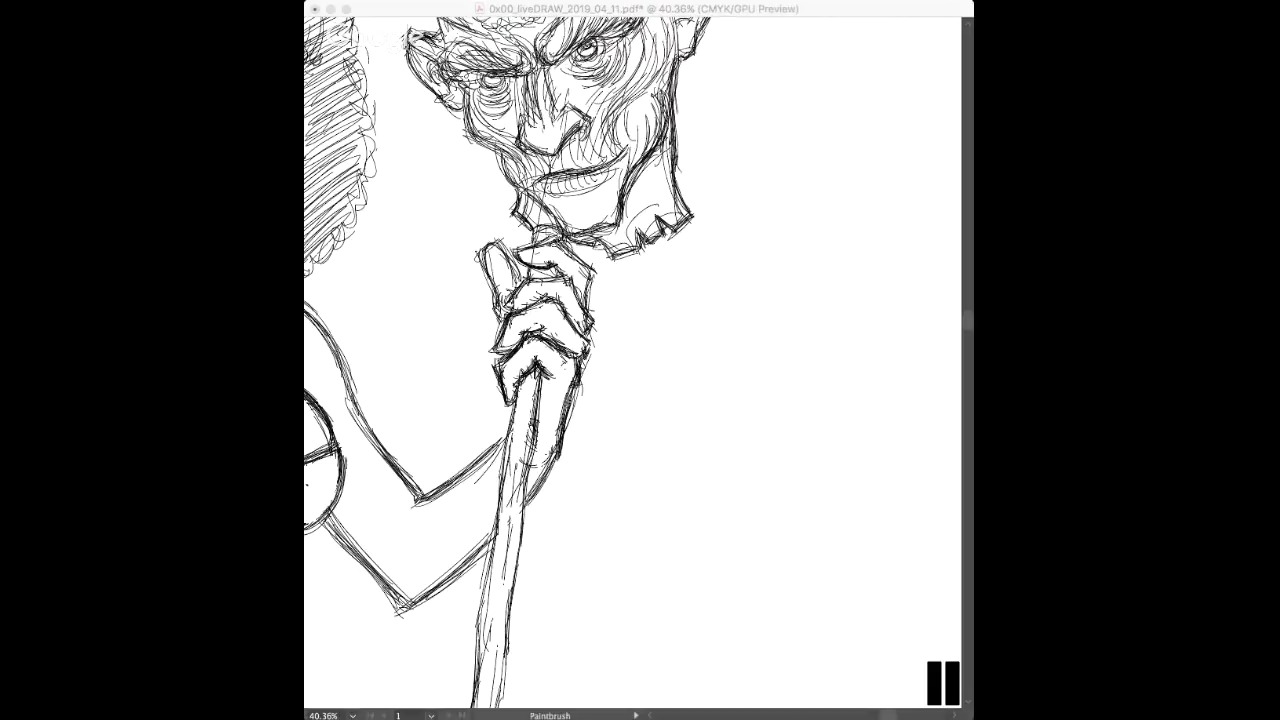 0x00_liveDRAW_2019_04_11.pdf* @ 40.36% (CMYK/GPU Preview)
40.36%
1
Paintbrush